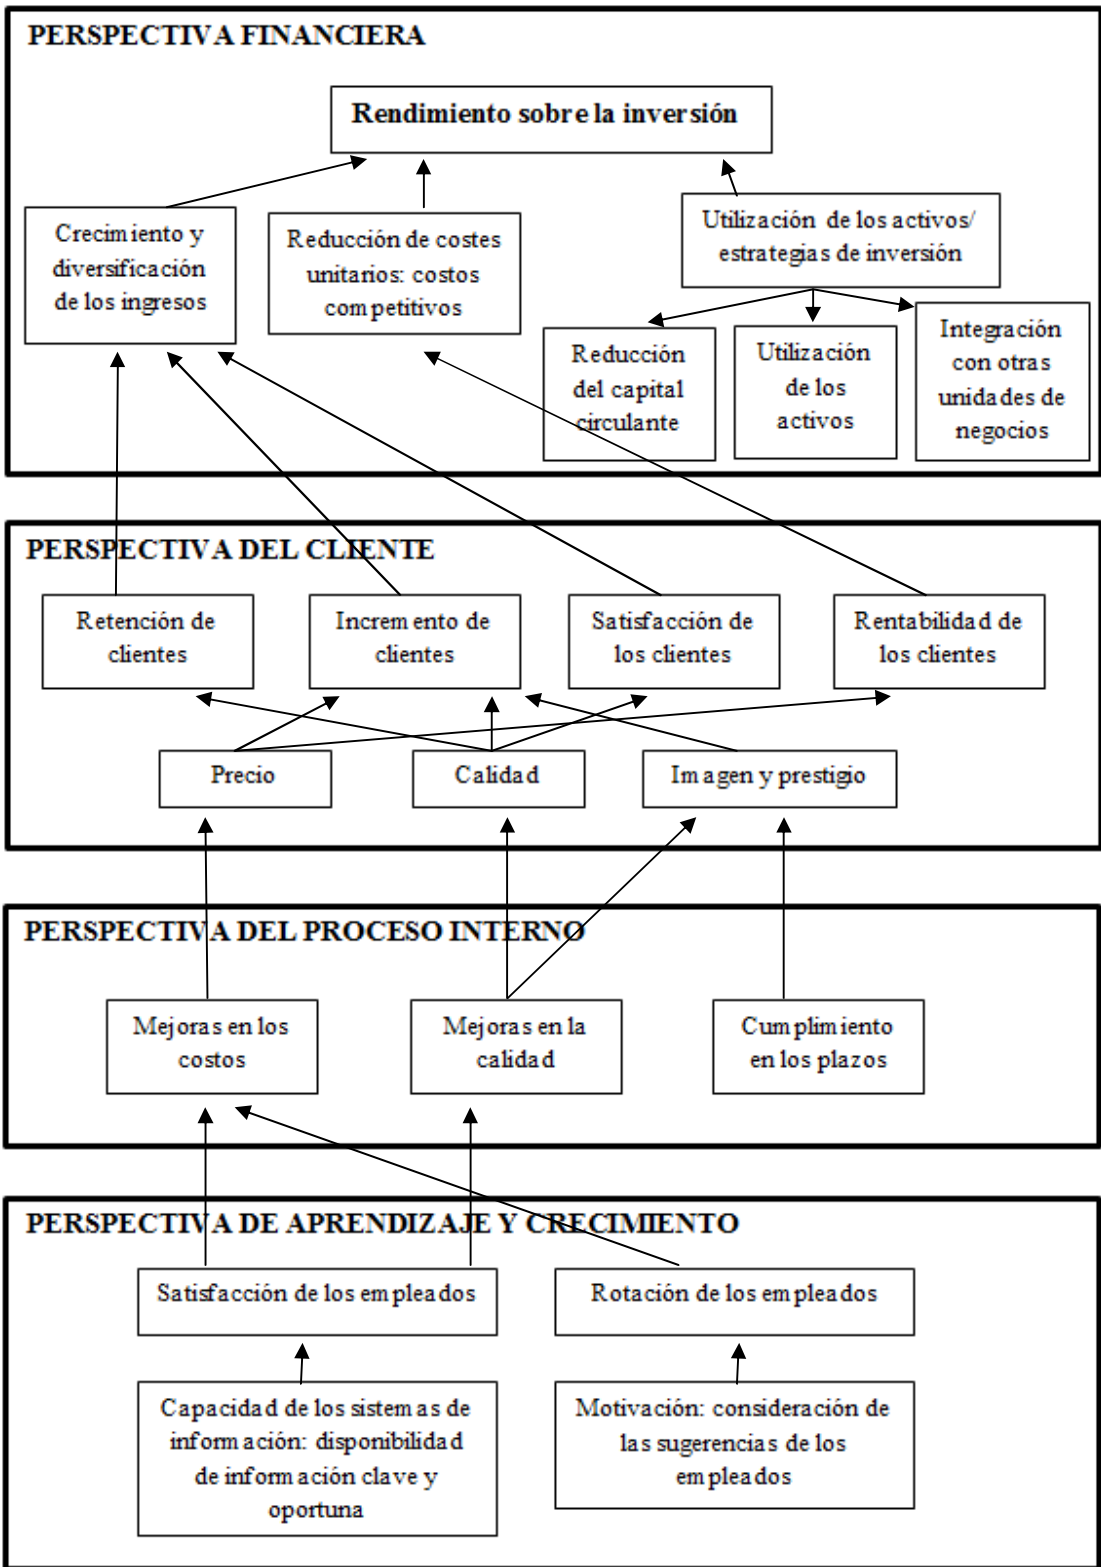 PERSPECTIVA FINANCIERA
Rendimiento sobre la inversión
Crecimiento y
diversificación
de los ingresos
Reducción de costes
unitarios: costos
competitivos
Utilización de los activos/
estrategias de inversión
Reducción
del capital
circulante
Utilización
de los
activos
Integración
con otras
unidades de
negocios
PERSPECTIVA DEL CLIENTE
Retención de
clientes
Incremento de
clientes
Satisfacción de
los clientes
Rentabilidad de
los clientes
Precio
Calidad
Imagen y prestigio
PERSPECTIVA DEL PROCESO INTERNO
Mejoras en los
costos
Mejoras en la
calidad
Cumplimiento
en los plazos
PERSPECTIVA DE APRENDIZAJE Y CRECIMIENTO
Satisfacción de los empleados
Rotación de los empleados
Capacidad de los sistemas de
información: disponibilidad
de información clave y
oportuna
Motivación: consideración de
las sugerencias de los
empleados